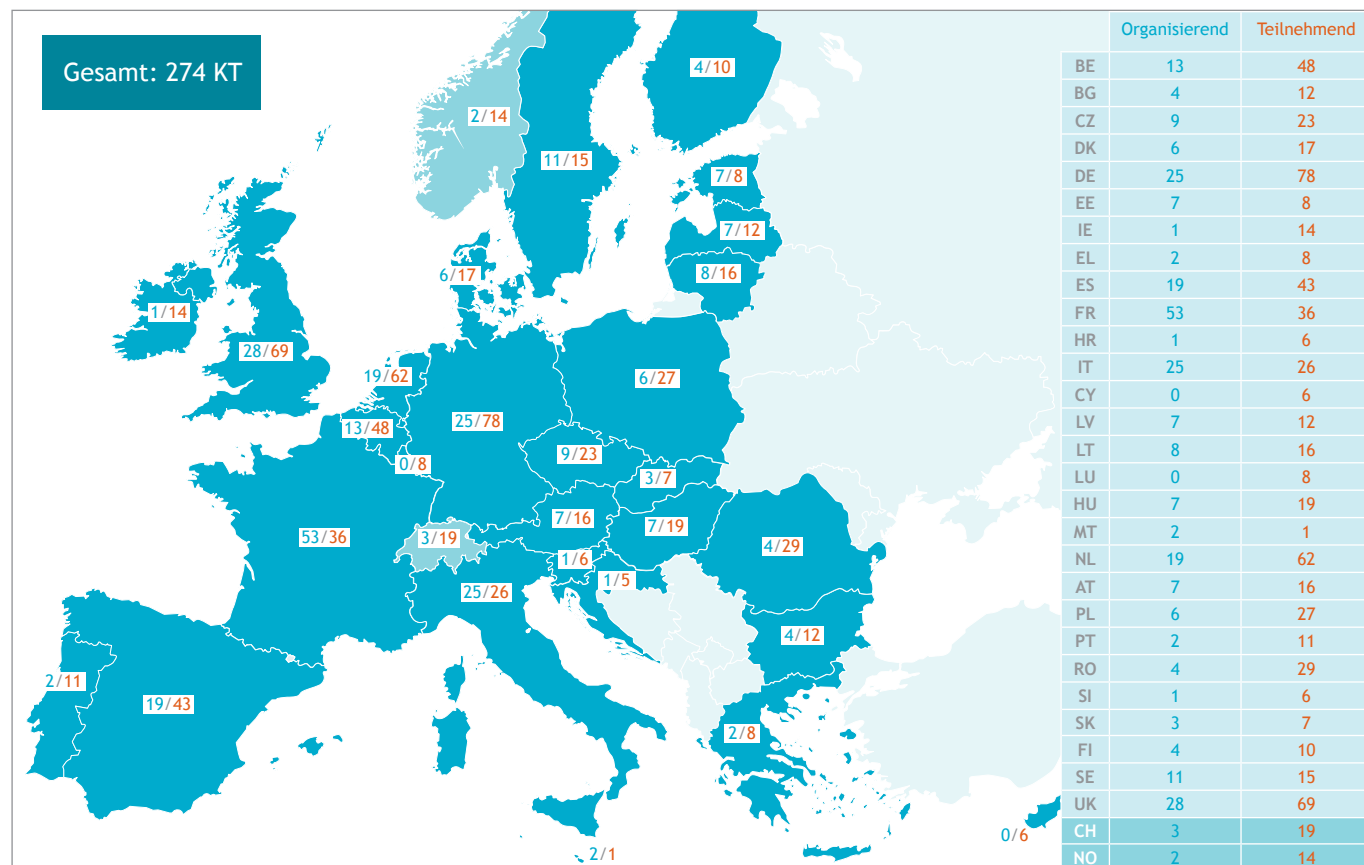 Gesamt: 274 KT
4/10
2/14
11/15
7/8
7/12
6/17
8/16
1/14
28/69
19/62
6/27
13/48
25/78
0/8
9/23
3/7
7/16
7/19
53/36
3/19
4/29
1/6
1/5
25/26
4/12
2/11
19/43
2/8
0/6
2/1
Organisierend Teilnehmend
BE 13 48
BG 4 12
CZ 9 23
DK 6 17
DE 25 78
EE 7 8
IE 1 14
EL 2 8
ES 19 43
FR 53 36
HR 1 6
IT 25 26
CY 0 6
LV 7 12
LT 8 16
LU 0 8
HU 7 19
MT 2 1
NL 19 62
AT 7 16
PL 6 27
PT 2 11
RO 4 29
SI 1 6
SK 3 7
FI 4 10
SE 11 15
UK 28 69
CH 3 19
NO 2 14